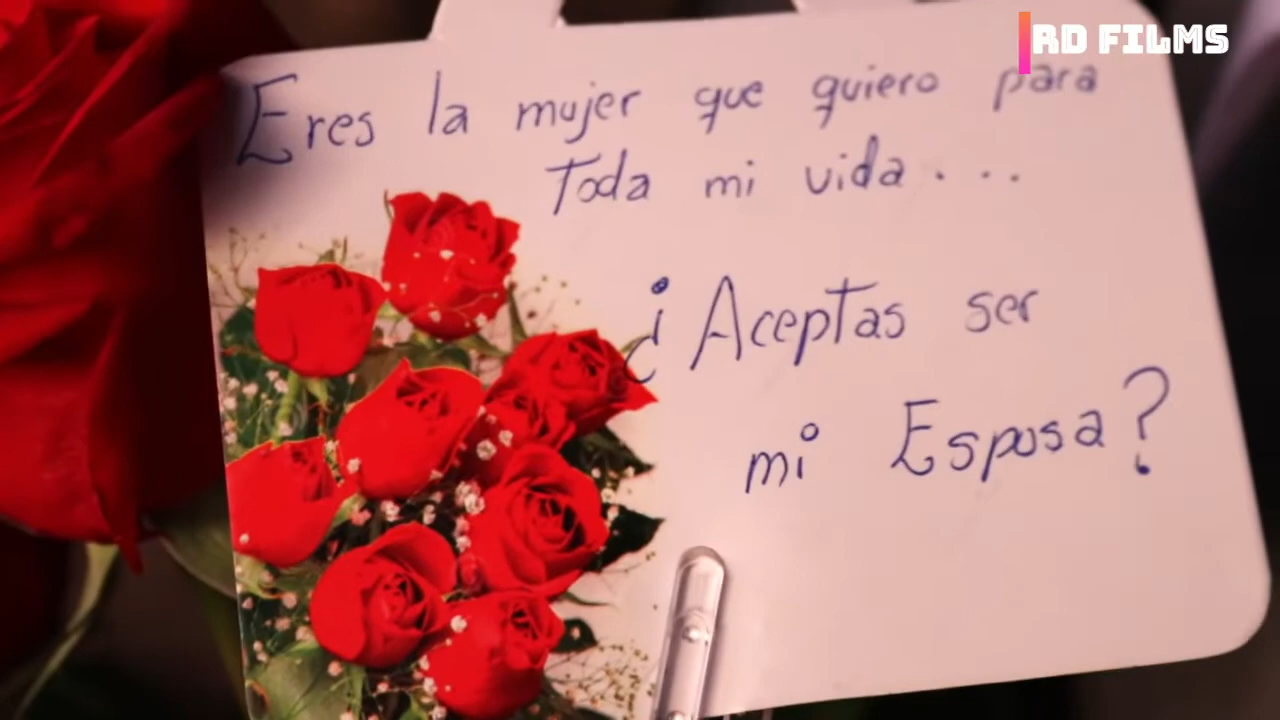 RD FILMS
Eres la mujer que quiero para
Toda mi vida....
¿Aceptas ser
mi Esposa?